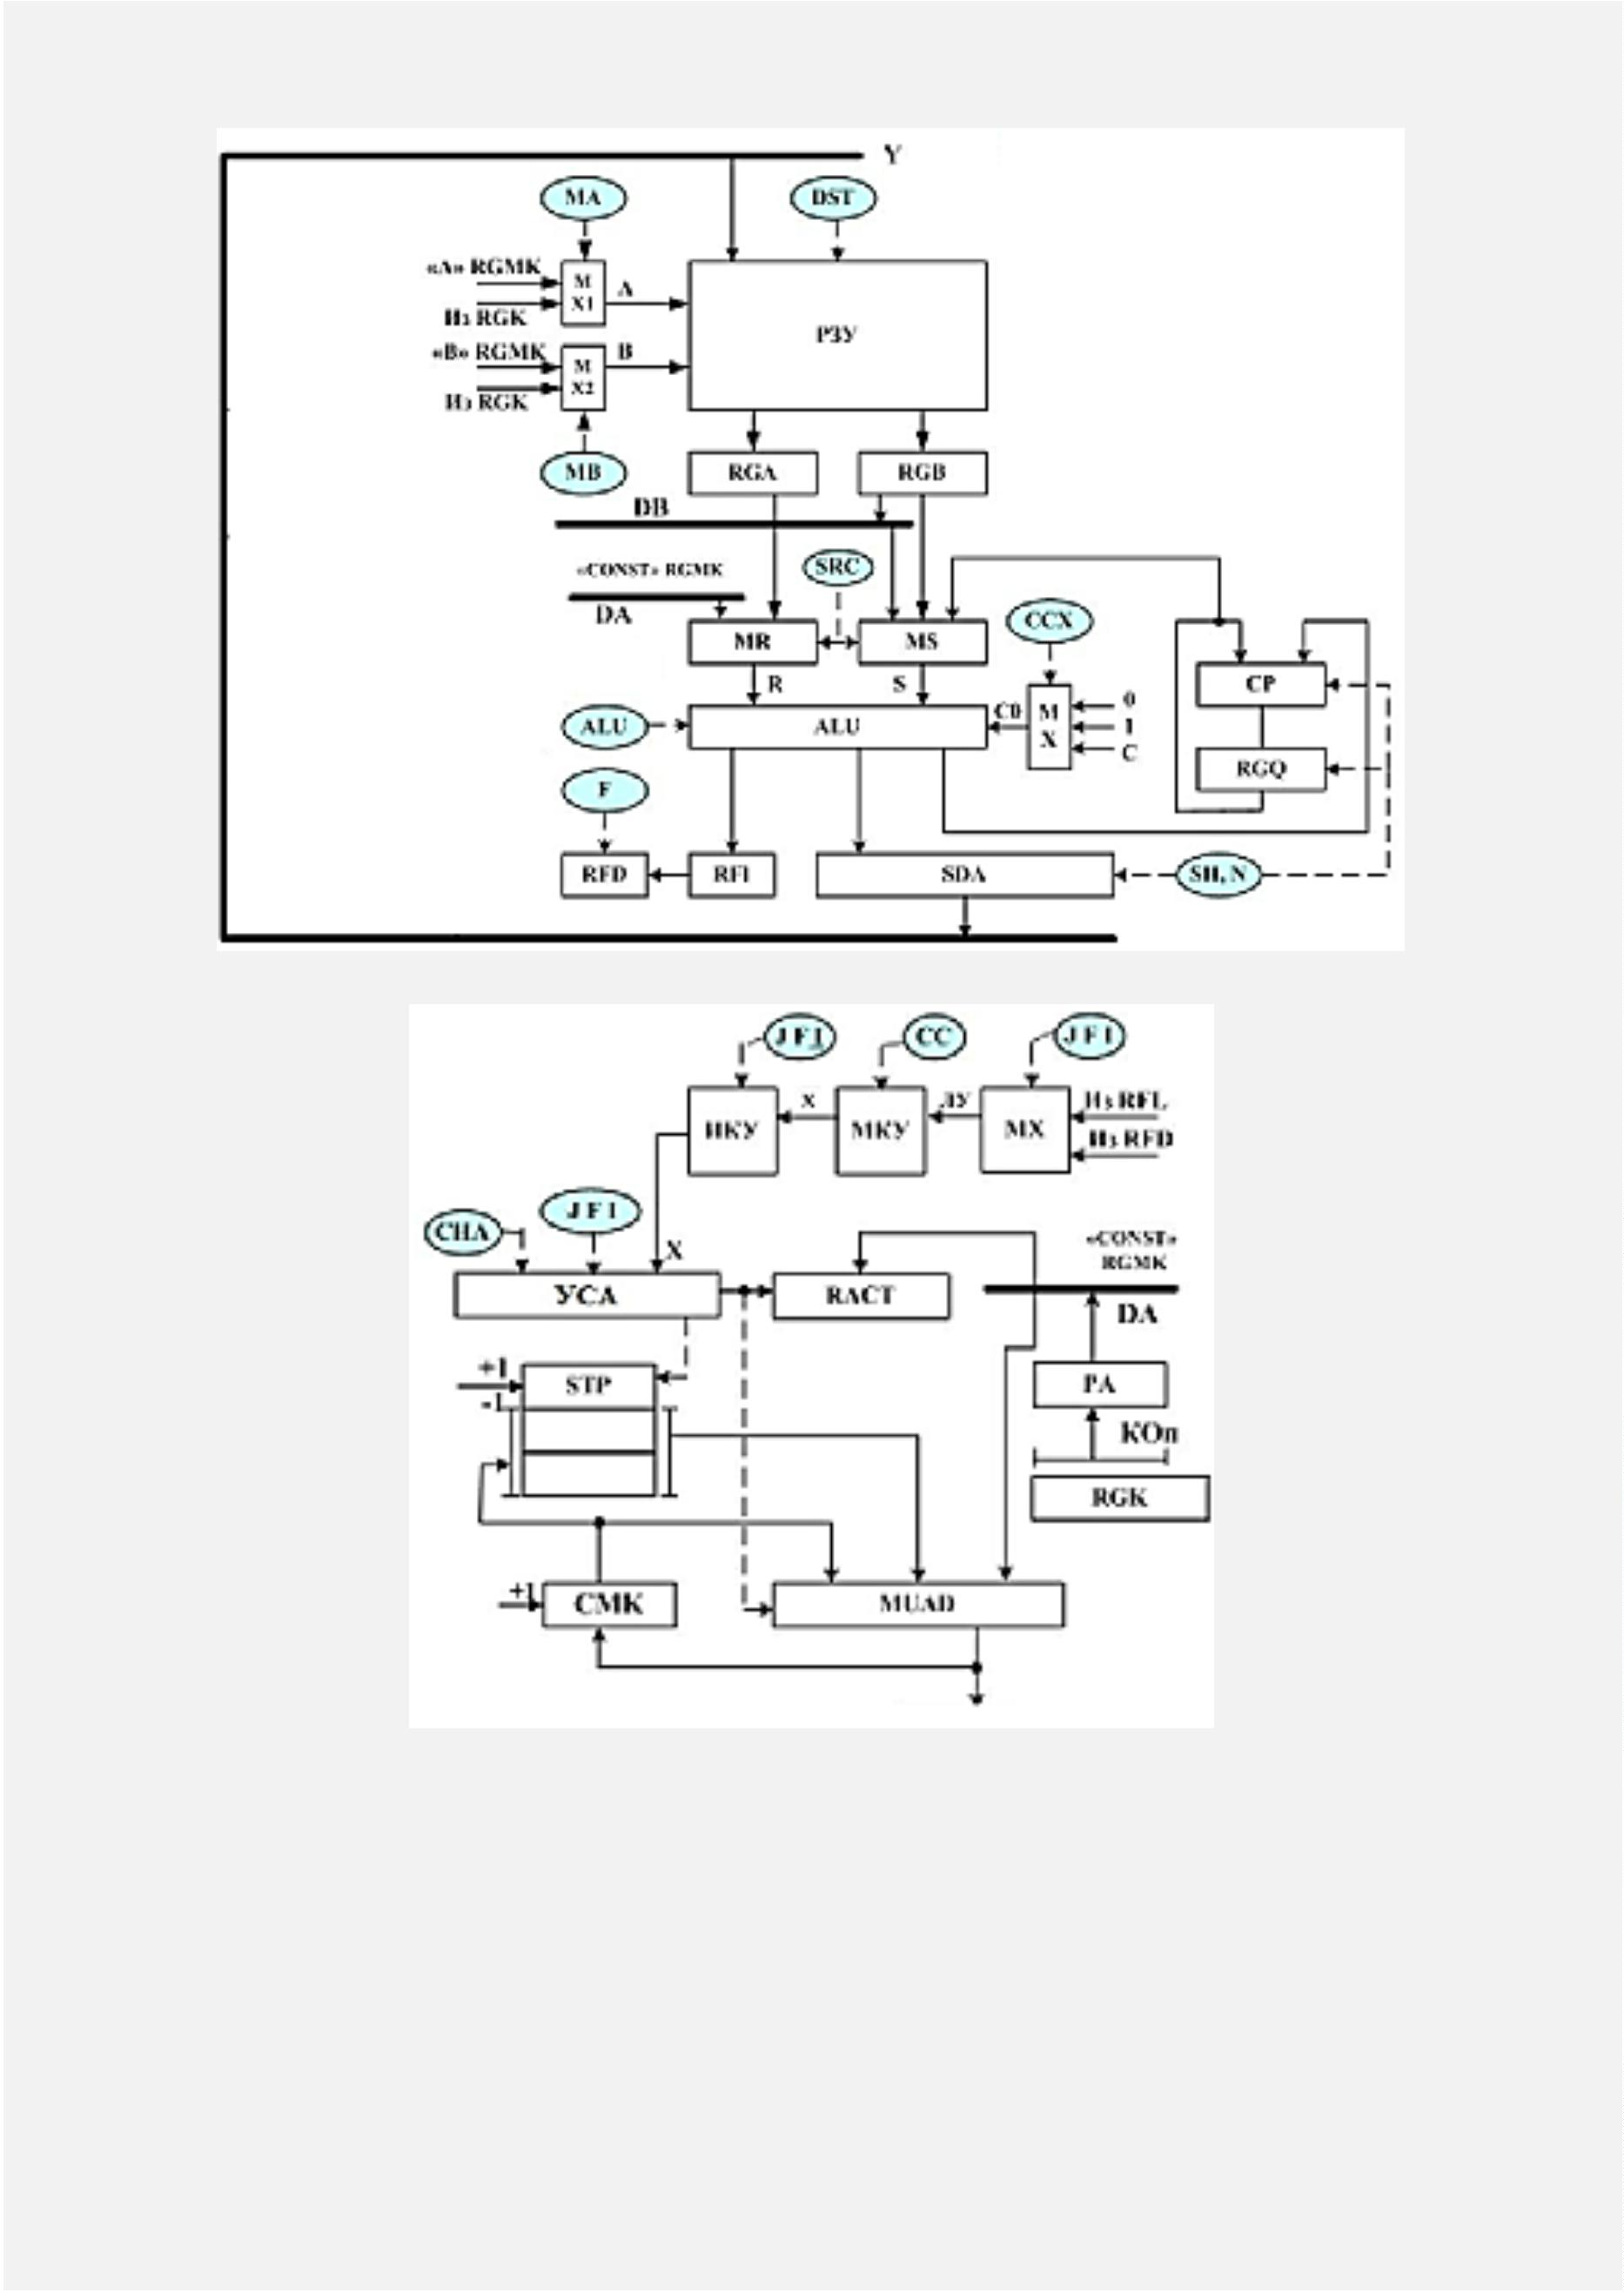 Y
MA
DST
«A» RGMK
M
X1
A
Из RGK
РЗУ
«B» RGMK
M
X2
B
Из RGK
MB
RGA
RGB
DB
«CONST» RGMK
SRC
DA
CCX
MR
MS
R
S
CP
ALU
ALU
C0
M
X
0
1
C
RGQ
F
RFD
RFI
SDA
SH, N
J F I
CC
J F I
ПКУ
X
МКУ
ЛУ
MX
Из RFL
Из RFD
CHA
J F I
X
«CONST»
RGMK
УСА
RACT
DA
+1
STP
-1
PA
КОп
RGK
+1
СМК
MUAD